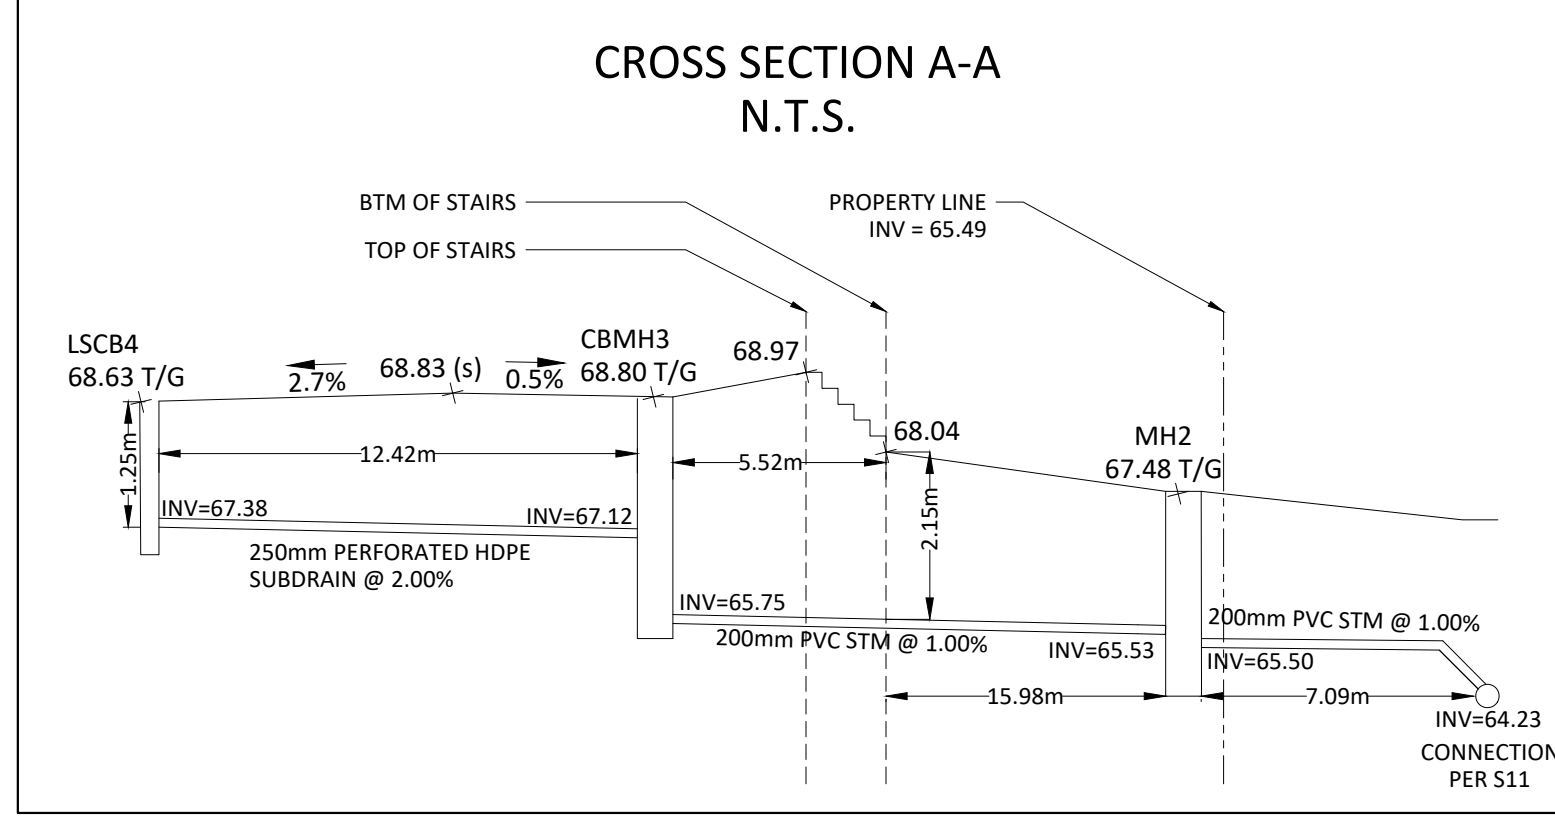 CROSS SECTION A-A
N.T.S.
BTM OF STAIRS
TOP OF STAIRS
PROPERTY LINE
INV = 65.49
LSCB4
68.63 T/G
2.7%
68.83 (s)
0.5%
CBMH3
68.80 T/G
68.97
68.04
MH2
67.48 T/G
1.25m
12.42m
5.52m
2.15m
INV=67.38
INV=67.12
250mm PERFORATED HDPE
SUBDRAIN @ 2.00%
INV=65.75
200mm PVC STM @ 1.00%
INV=65.53
200mm PVC STM @ 1.00%
INV=65.50
15.98m
7.09m
INV=64.23
CONNECTION
PER S11